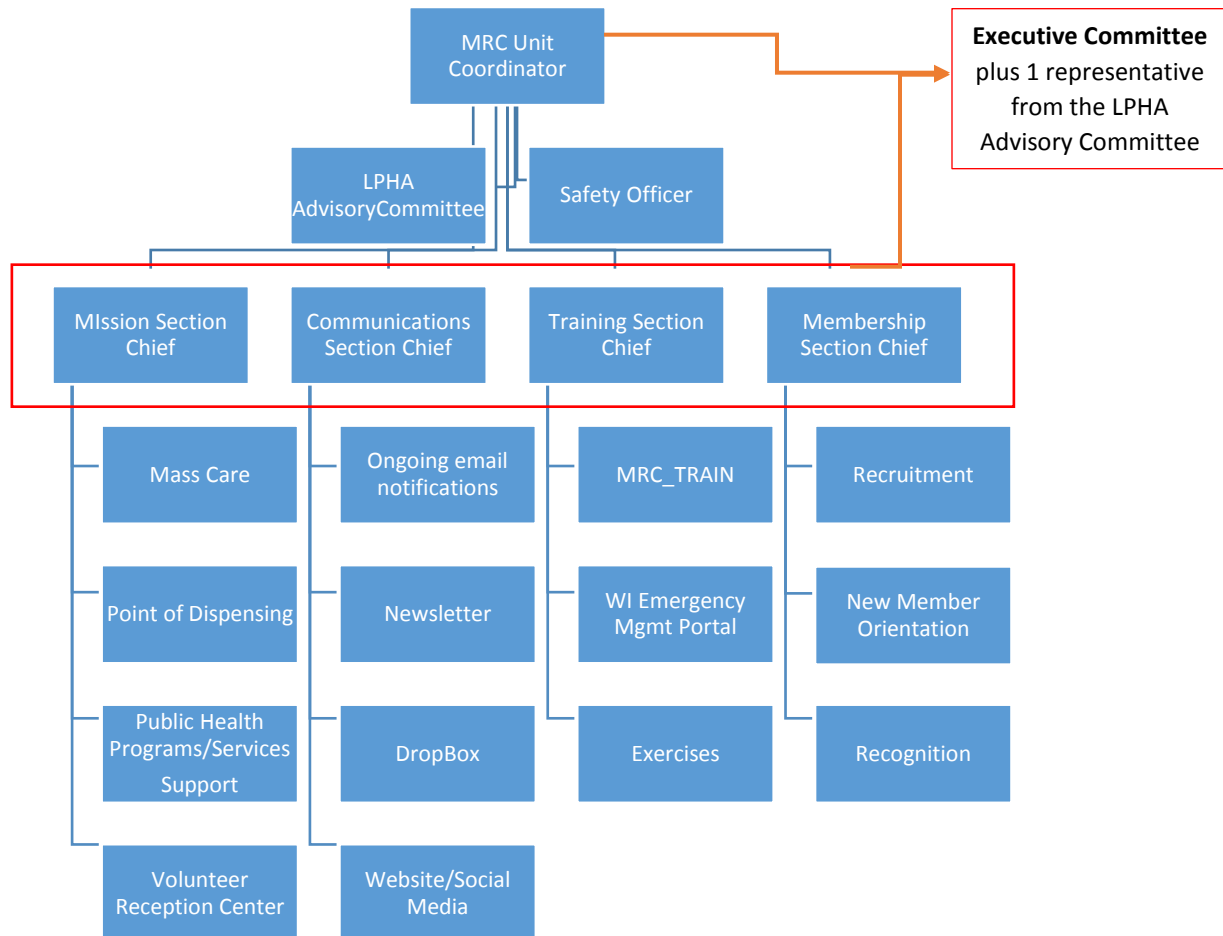 MRC Unit
Coordinator
Executive Committee
plus 1 representative
from the LPHA
Advisory Committee
LPHA
AdvisoryCommittee
Safety Officer
MIssion Section
Chief
Communications
Section Chief
Training Section
Chief
Membership
Section Chief
Mass Care
Ongoing email
notifications
MRC_TRAIN
Recruitment
Point of Dispensing
Newsletter
WI Emergency
Mgmt Portal
New Member
Orientation
Public Health
Programs/Services
Support
DropBox
Exercises
Recognition
Volunteer
Reception Center
Website/Social
Media